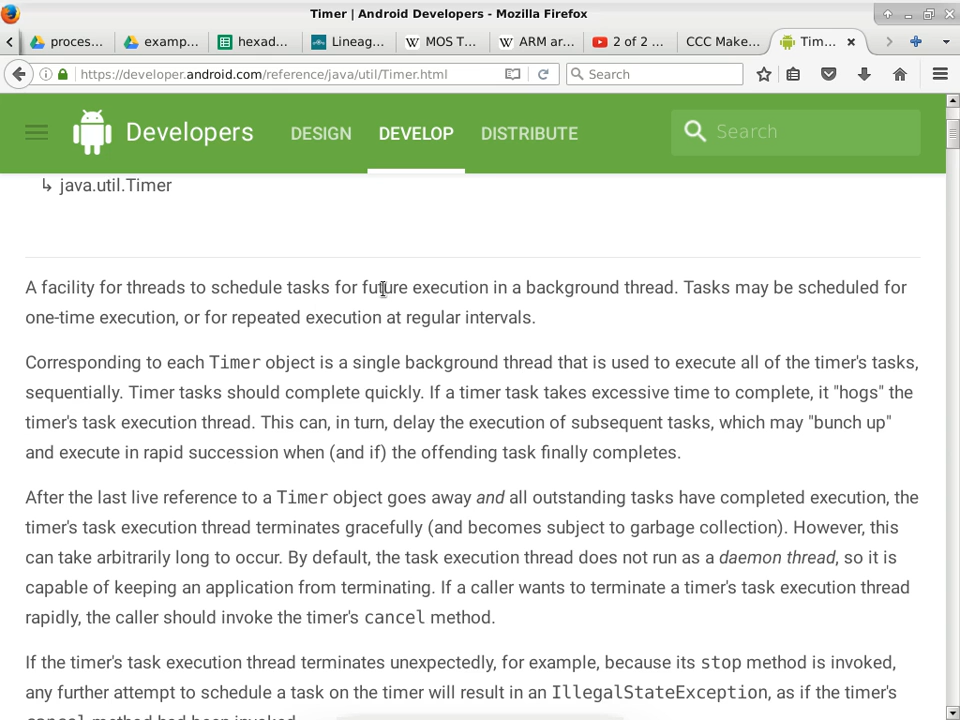 Timer | Android Developers - Mozilla Firefox
proces...
examp...
hexad...
Lineag...
MOS T...
ARM ar...
2 of 2 ...
CCC Make...
Tim...
https://developer.android.com/reference/java/util/Timer.html
Search
Developers
DESIGN
DEVELOP
DISTRIBUTE
Search
↳ java.util.Timer
A facility for threads to schedule tasks for future execution in a background thread. Tasks may be scheduled for
one-time execution, or for repeated execution at regular intervals.
Corresponding to each Timer object is a single background thread that is used to execute all of the timer's tasks,
sequentially. Timer tasks should complete quickly. If a timer task takes excessive time to complete, it "hogs" the
timer's task execution thread. This can, in turn, delay the execution of subsequent tasks, which may "bunch up"
and execute in rapid succession when (and if) the offending task finally completes.
After the last live reference to a Timer object goes away and all outstanding tasks have completed execution, the
timer's task execution thread terminates gracefully (and becomes subject to garbage collection). However, this
can take arbitrarily long to occur. By default, the task execution thread does not run as a daemon thread, so it is
capable of keeping an application from terminating. If a caller wants to terminate a timer's task execution thread
rapidly, the caller should invoke the timer's cancel method.
If the timer's task execution thread terminates unexpectedly, for example, because its stop method is invoked,
any further attempt to schedule a task on the timer will result in an IllegalStateException, as if the timer's
cancel method had been invoked.